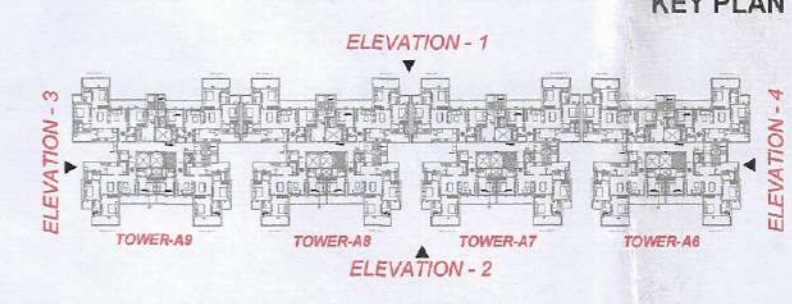 KEY PLAN
ELEVATION - 1
ELEVATION - 3
ELEVATION - 4
TOWER-A9
TOWER-A8
TOWER-A7
TOWER-A6
ELEVATION - 2